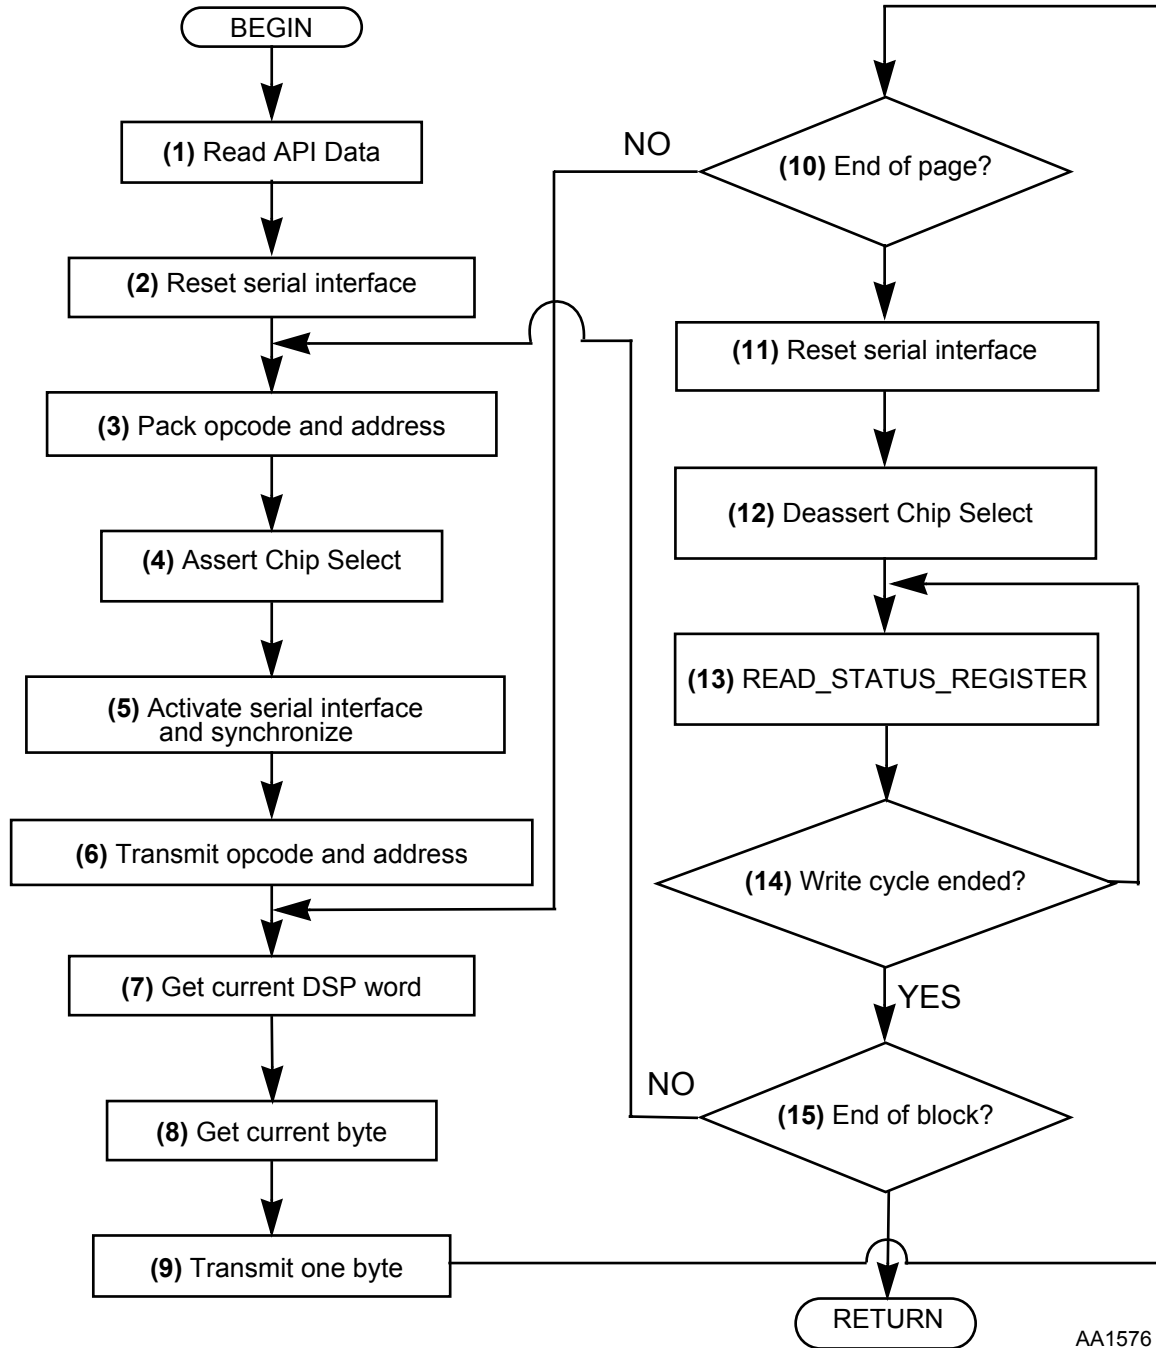 BEGIN
(1) Read API Data
(2) Reset serial interface
(3) Pack opcode and address
(4) Assert Chip Select
(5) Activate serial interface
and synchronize
(6) Transmit opcode and address
(7) Get current DSP word
(8) Get current byte
(9) Transmit one byte
NO
(10) End of page?
(11) Reset serial interface
(12) Deassert Chip Select
(13) READ_STATUS_REGISTER
(14) Write cycle ended?
YES
NO
(15) End of block?
RETURN
AA1576